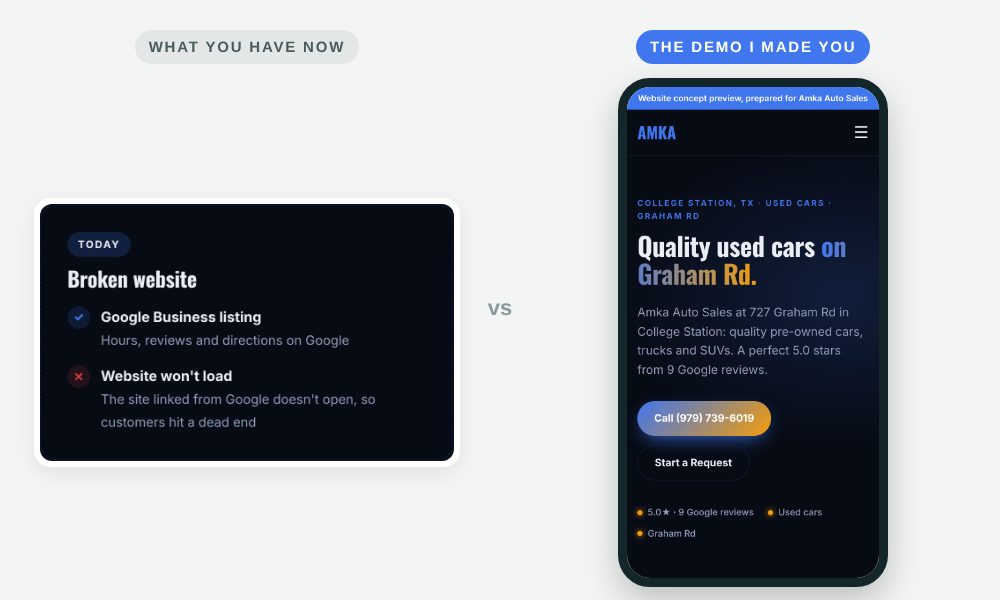 WHAT YOU HAVE NOW
TODAY
Broken website
Google Business listing
Hours, reviews and directions on Google
Website won't load
The site linked from Google doesn't open, so
customers hit a dead end
vs
THE DEMO I MADE YOU
Website concept preview, prepared for Amka Auto Sales
AMKA
COLLEGE STATION, TX · USED CARS ·
GRAHAM RD
Quality used cars on
Graham Rd.
Amka Auto Sales at 727 Graham Rd in
College Station: quality pre-owned cars,
trucks and SUVs. A perfect 5.0 stars
from 9 Google reviews.
Call (979) 739-6019
Start a Request
5.0★ · 9 Google reviews
Used cars
Graham Rd